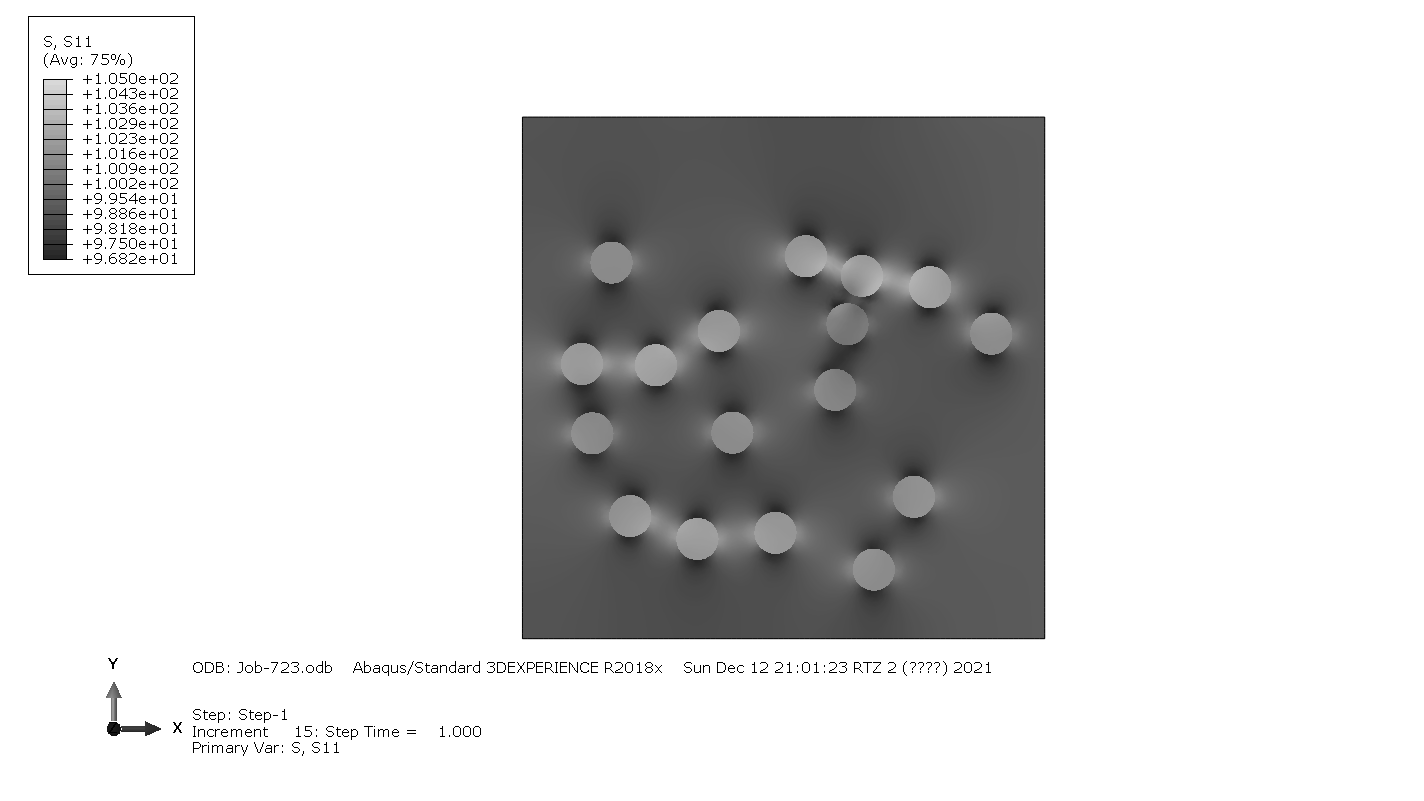 S, S11
(Avg: 75%)
+1.050e+02
+1.043e+02
+1.036e+02
+1.029e+02
+1.023e+02
+1.016e+02
+1.009e+02
+1.002e+02
+9.954e+01
+9.886e+01
+9.818e+01
+9.750e+01
+9.682e+01
Y
X
ODB: Job-723.odb Abaqus/Standard 3DEXPERIENCE R2018x Sun Dec 12 21:01:23 RTZ 2 (????) 2021
Step: Step-1
Increment 15: Step Time = 1.000
Primary Var: S, S11